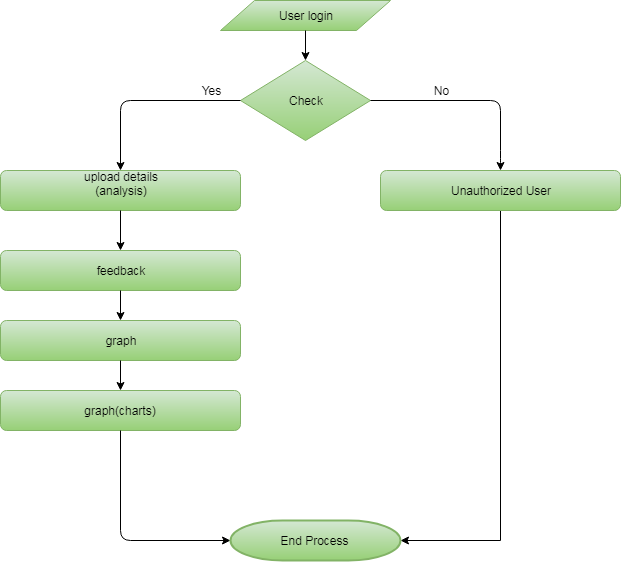 User login
Check
Yes
No
upload details
(analysis)
Unauthorized User
feedback
graph
graph(charts)
End Process